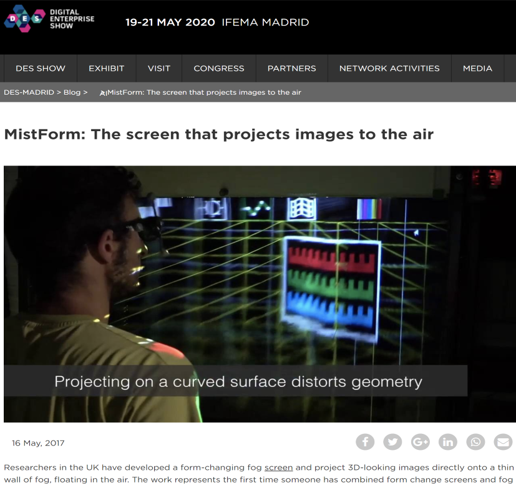 DES
DIGITAL
ENTERPRISE
SHOW
19-21 MAY 2020 IFEMA MADRID
DES SHOW EXHIBIT VISIT CONGRESS PARTNERS NETWORK ACTIVITIES MEDIA
DES-MADRID > Blog > MistForm: The screen that projects images to the air
MistForm: The screen that projects images to the air
Projecting on a curved surface distorts geometry
16 May, 2017
Researchers in the UK have developed a form-changing fog screen and project 3D-looking images directly onto a thin
wall of fog, floating in the air. The work represents the first time someone has combined form change screens and fog